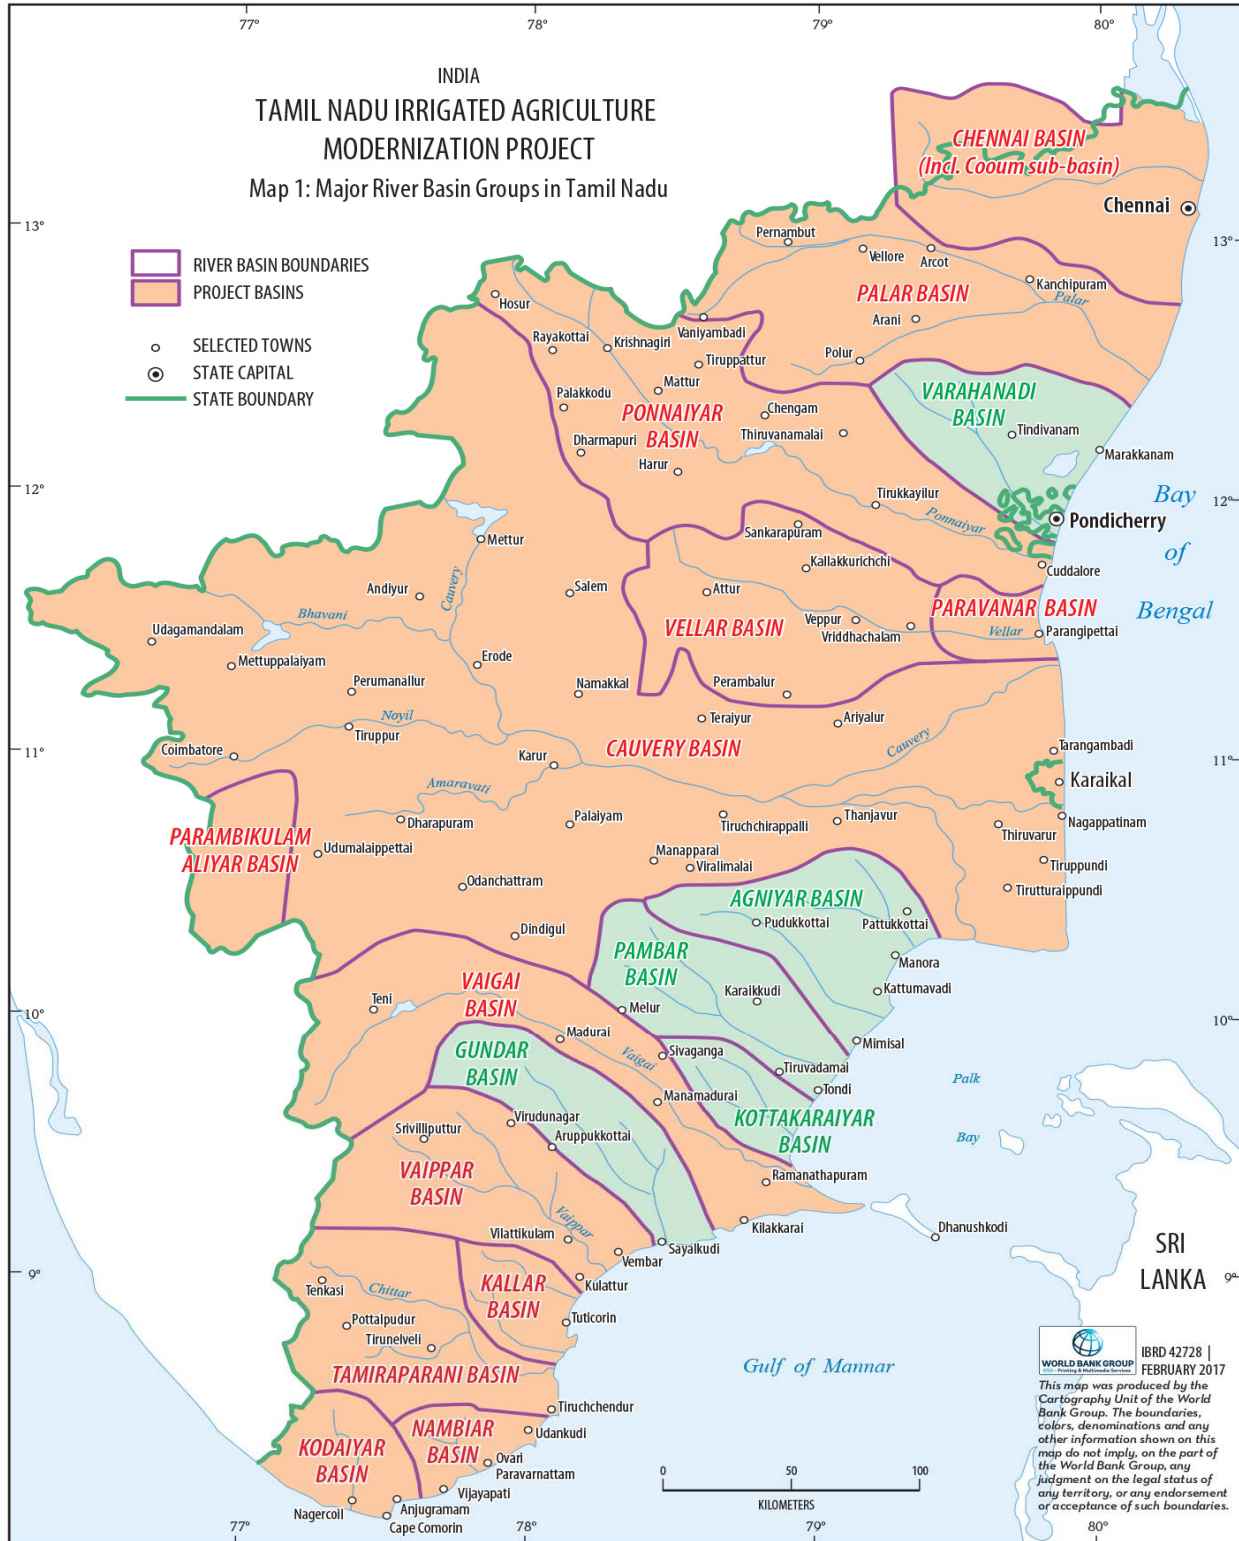 77°
78°
79°
80°
INDIA
TAMIL NADU IRRIGATED AGRICULTURE
MODERNIZATION PROJECT
Map 1: Major River Basin Groups in Tamil Nadu
RIVER BASIN BOUNDARIES
PROJECT BASINS
SELECTED TOWNS
STATE CAPITAL
STATE BOUNDARY
CHENNAI BASIN
(Incl. Cooum sub-basin)
Chennai
13°
13°
Pernambut
Vellore
Arcot
Kanchipuram
Palar
PALAR BASIN
Hosur
Vaniyambadi
Arani
Rayakottai
Krishnagiri
Tiruppattur
Polur
Mattur
Palakkodu
PONNAIYAR
BASIN
Chengam
Thiruvanamalai
VARAHANADI
BASIN
Tindivanam
Marakkanam
Dharmapuri
Harur
12°
12°
Tirukkayilur
Ponnaiyar
Bay
of
Bengal
Pondicherry
Sankarapuram
Mettur
Kallakkurichchi
Cuddalore
Cauvery
Andiyur
Salem
Attur
Bhavani
PARAVANAR BASIN
Udagamandalam
VELLAR BASIN
Veppur
Vriddhachalam
Vellar
Parangipettai
Mettuppalaiyam
Erode
Perumanallur
Namakkal
Perambalur
Noyil
Teraiyur
Ariyalur
Tiruppur
Coimbatore
Karur
CAUVERY BASIN
Cauvery
11°
11°
Tarangambadi
Karaikal
Amaravati
PARAMBIKULAM
ALIYAR BASIN
Dharapuram
Palaiyam
Tiruchchirappalli
Thanjavur
Nagappatinam
Thiruvarur
Udumalaippettai
Manapparai
Viralimalai
Tiruppundi
Odanchattram
AGNIYAR BASIN
Tirutturaippundi
Pudukkottai
Pattukkottai
Dindigul
PAMBAR
BASIN
Manora
VAIGAI
BASIN
Karaikkudi
Kattumavadi
Teni
Melur
10°
10°
Madurai
Vaigai
Mimisal
GUNDAR
BASIN
Sivaganga
Tiruvadamai
Tondi
Palk
Bay
Manamadurai
KOTTAKARAIYAR
BASIN
Virudunagar
Aruppukkottai
Srivilliputtur
VAIPPAR
BASIN
Ramanathapuram
Vaippar
Vilattikulam
Kilakkarai
Dhanushkodi
Vembar
Sayalkudi
SRI
LANKA
9°
9°
Tenkasi
Chittar
KALLAR
BASIN
Kulattur
Pottalpudur
Tuticorin
Tirunelveli
Gulf of Mannar
TAMIRAPARANI BASIN
Tiruchchendur
KODAIYAR
BASIN
NAMBIAR
BASIN
Udankudi
Ovari
Paravarnattam
Vijayapati
Nagercoil
Anjugramam
Cape Comorin
0
50
100
KILOMETERS
WORLD BANK GROUP
Printing & Multimedia Services
IBRD 42728 |
FEBRUARY 2017
This map was produced by the
Cartography Unit of the World
Bank Group. The boundaries,
colors, denominations and any
other information shown on this
map do not imply, on the part of
the World Bank Group, any
judgment on the legal status of
any territory, or any endorsement
or acceptance of such boundaries.
77°
78°
79°
80°